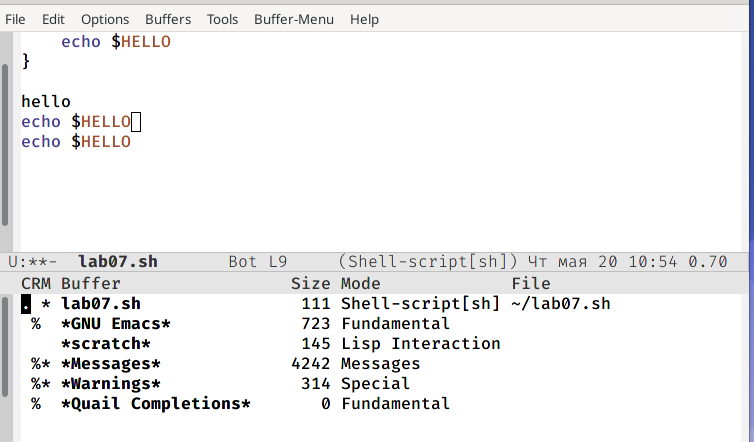 File Edit Options Buffers Tools Buffer-Menu Help
    echo $HELLO
}
hello
echo $HELLO
echo $HELLO
U:**-  lab07.sh       Bot L9     (Shell-script[sh]) Чт мая 20 10:54 0.70
CRM Buffer                 Size Mode             File
. * lab07.sh                111 Shell-script[sh] ~/lab07.sh
 %  *GNU Emacs*             723 Fundamental
    *scratch*               145 Lisp Interaction
 %* *Messages*             4242 Messages
 %* *Warnings*              314 Special
 %  *Quail Completions*       0 Fundamental